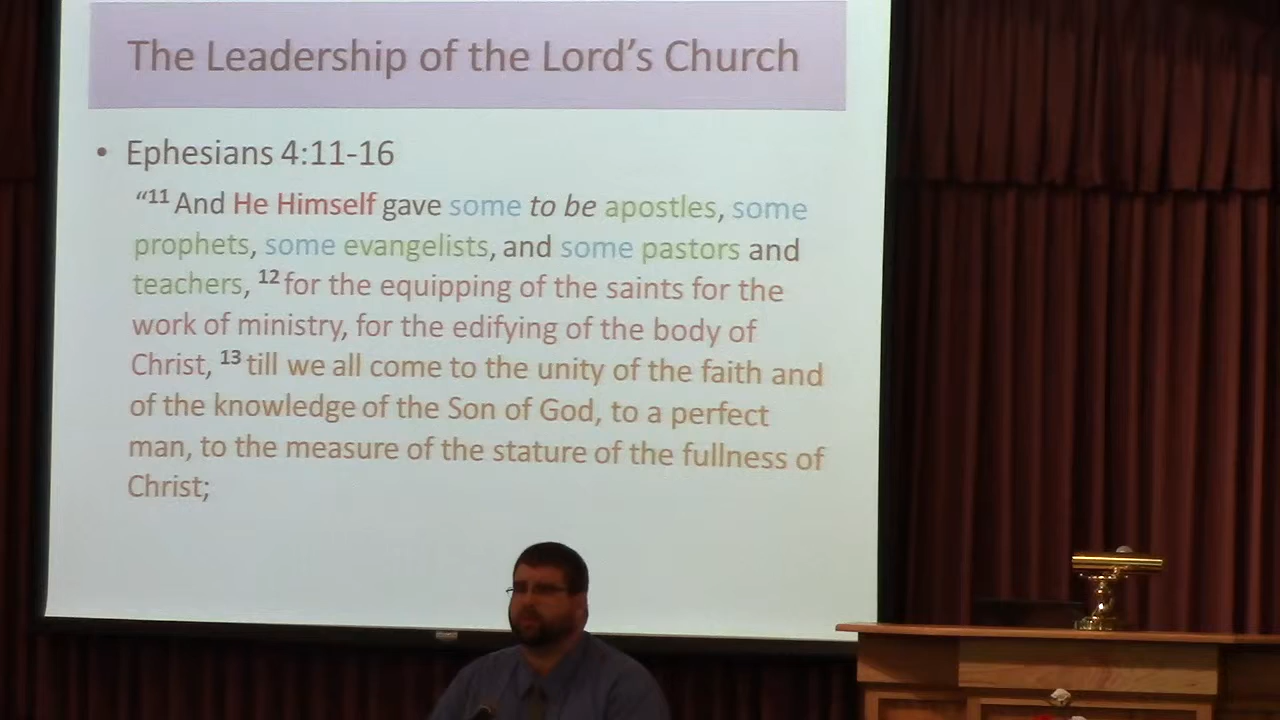 The Leadership of the Lord's Church
• Ephesians 4:11-16
“11 And He Himself gave some to be apostles, some
prophets, some evangelists, and some pastors and
teachers, 12 for the equipping of the saints for the
work of ministry, for the edifying of the body of
Christ, 13 till we all come to the unity of the faith and
of the knowledge of the Son of God, to a perfect
man, to the measure of the stature of the fullness of
Christ;